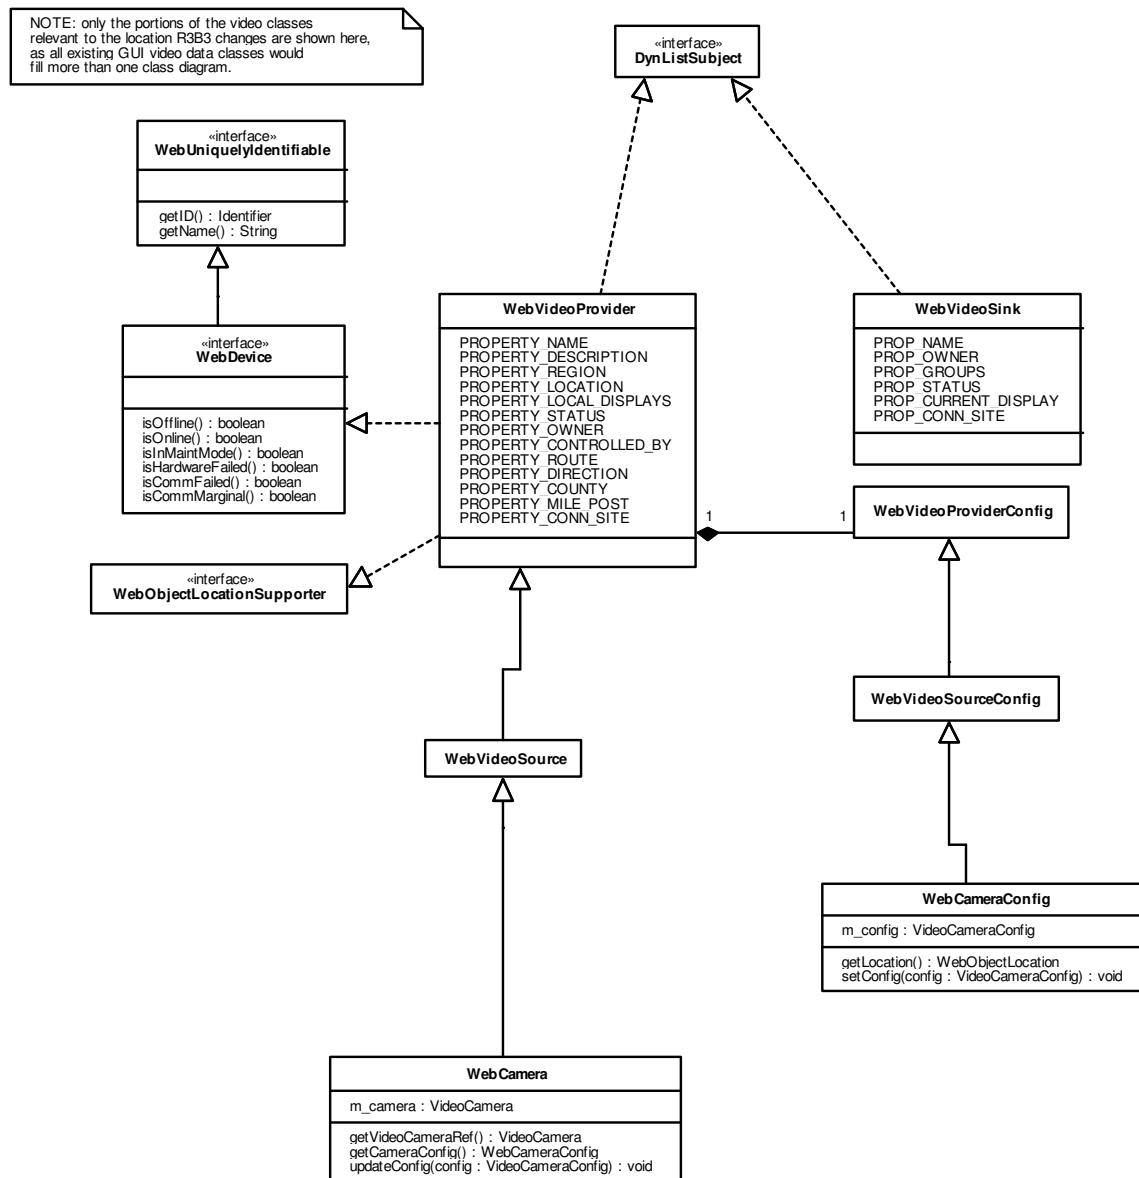 NOTE: only the portions of the video classes
relevant to the location R3B3 changes are shown here,
as all existing GUI video data classes would
fill more than one class diagram.
«interface»
DynListSubject
«interface»
WebUniquelyIdentifiable
getID() : Identifier
getName() : String
«interface»
WebDevice
isOffline() : boolean
isOnline() : boolean
isInMaintMode() : boolean
isHardwareFailed() : boolean
isCommFailed() : boolean
isCommMarginal() : boolean
WebVideoProvider
PROPERTY_NAME
PROPERTY_DESCRIPTION
PROPERTY_REGION
PROPERTY_LOCATION
PROPERTY_LOCAL_DISPLAYS
PROPERTY_STATUS
PROPERTY_OWNER
PROPERTY_CONTROLLED_BY
PROPERTY_ROUTE
PROPERTY_DIRECTION
PROPERTY_COUNTY
PROPERTY_MILE_POST
PROPERTY_CONN_SITE
WebVideoSink
PROP_NAME
PROP_OWNER
PROP_GROUPS
PROP_STATUS
PROP_CURRENT_DISPLAY
PROP_CONN_SITE
1
1
WebVideoProviderConfig
«interface»
WebObjectLocationSupporter
WebVideoSourceConfig
WebVideoSource
WebCameraConfig
m_config : VideoCameraConfig
getLocation() : WebObjectLocation
setConfig(config : VideoCameraConfig) : void
WebCamera
m_camera : VideoCamera
getVideoCameraRef() : VideoCamera
getCameraConfig() : WebCameraConfig
updateConfig(config : VideoCameraConfig) : void